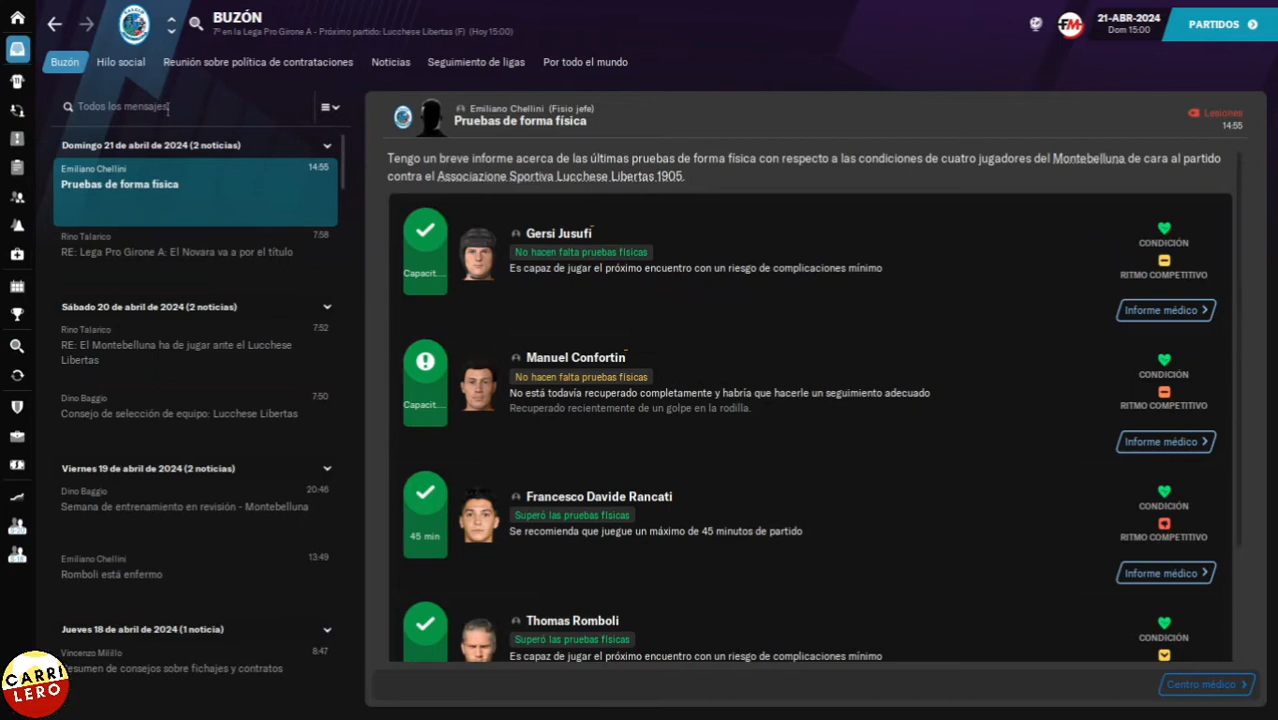 BUZÓN
7º en la Lega Pro Girone A - Próximo partido: Lucchese Libertas (F) (Hoy 15:00)
FM
21-ABR-2024
Dom 15:00
PARTIDOS
Buzón
Hilo social
Reunión sobre política de contrataciones
Noticias
Seguimiento de ligas
Por todo el mundo
Todos los mensajes
Domingo 21 de abril de 2024 (2 noticias)
Emiliano Chellini
14:55
Pruebas de forma física
Rino Talarico
7:58
RE: Lega Pro Girone A: El Novara va a por el título
Sábado 20 de abril de 2024 (2 noticias)
Rino Talarico
7:52
RE: El Montebelluna ha de jugar ante el Lucchese
Libertas
Dino Baggio
7:50
Consejo de selección de equipo: Lucchese Libertas
Viernes 19 de abril de 2024 (2 noticias)
Dino Baggio
20:46
Semana de entrenamiento en revisión - Montebelluna
Emiliano Chellini
13:49
Romboli está enfermo
Jueves 18 de abril de 2024 (1 noticia)
Vincenzo Milillo
8:47
esumen de consejos sobre fichajes y contratos
CARRI
LERO
Emiliano Chellini (Fisio jefe)
Pruebas de forma física
Lesiones
14:55
Tengo un breve informe acerca de las últimas pruebas de forma física con respecto a las condiciones de cuatro jugadores del Montebelluna de cara al partido
contra el Associazione Sportiva Lucchese Libertas 1905.
Capacit...
Gersi Jusufi
No hacen falta pruebas físicas
Es capaz de jugar el próximo encuentro con un riesgo de complicaciones mínimo
CONDICIÓN
RITMO COMPETITIVO
Informe médico
Capacit...
Manuel Confortin
No hacen falta pruebas físicas
No está todavía recuperado completamente y habría que hacerle un seguimiento adecuado
Recuperado recientemente de un golpe en la rodilla.
CONDICIÓN
RITMO COMPETITIVO
Informe médico
45 min
Francesco Davide Rancati
Superó las pruebas físicas
Se recomienda que juegue un máximo de 45 minutos de partido
CONDICIÓN
RITMO COMPETITIVO
Informe médico
Thomas Romboli
Superó las pruebas físicas
Es capaz de jugar el próximo encuentro con un riesgo de complicaciones mínimo
CONDICIÓN
Centro médico